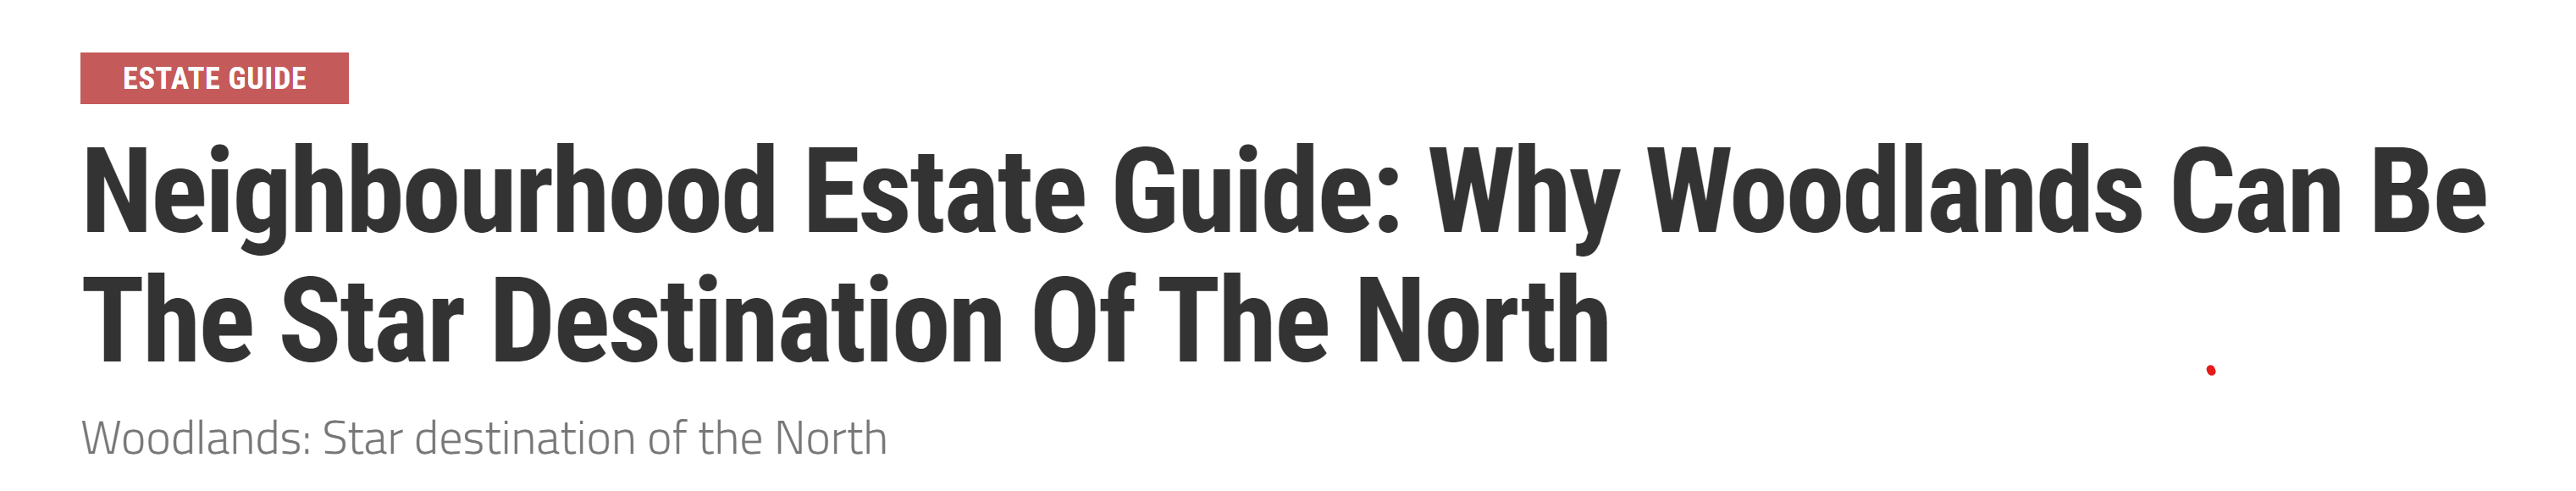 ESTATE GUIDE
Neighbourhood Estate Guide: Why Woodlands Can Be
The Star Destination Of The North
Woodlands: Star destination of the North